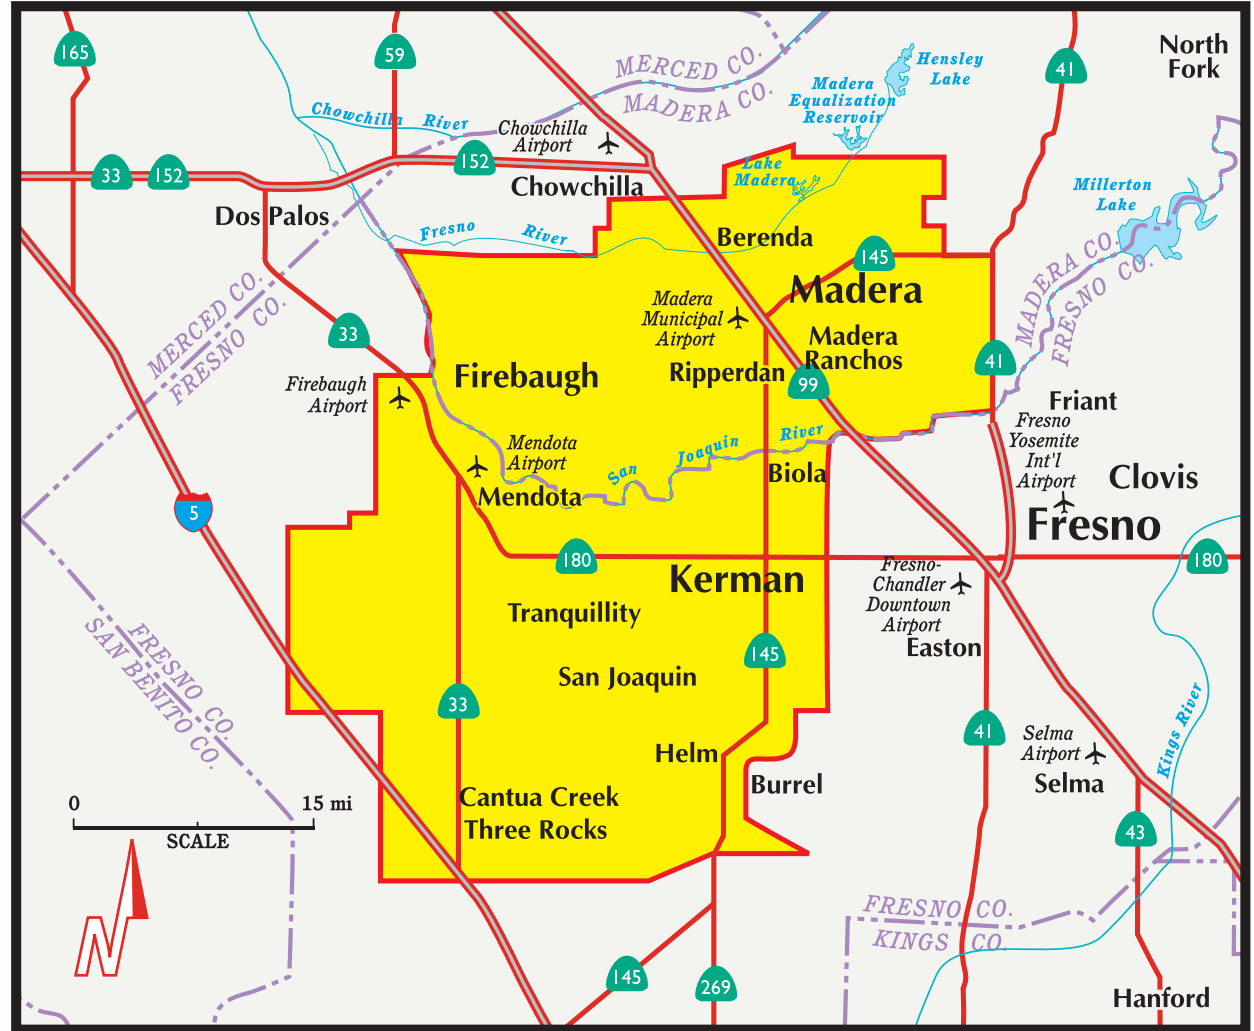 165
59
41
North
Fork
MERCED CO.
MADERA CO.
Hensley
Lake
Madera
Equalization
Reservoir
Chowchilla River
Chowchilla
Airport
33
152
152
Chowchilla
Lake
Madera
Millerton
Lake
Dos Palos
Fresno River
Berenda
145
MADERA CO.
FRESNO CO.
MERCED CO.
FRESNO CO.
Madera
Madera
Municipal
Airport
33
Madera
Ranchos
41
Firebaugh
Ripperdan
99
Firebaugh
Airport
Friant
Fresno
Yosemite
Int'l
Airport
Mendota
Airport
San Joaquin River
Biola
Clovis
Mendota
5
Fresno
180
180
Kerman
Fresno-
Chandler
Downtown
Airport
Tranquillity
FRESNO CO.
SAN BENITO CO.
145
Easton
San Joaquin
33
41
Kings River
Selma
Airport
Helm
Burrel
Selma
Cantua Creek
Three Rocks
0
15 mi
SCALE
43
N
FRESNO CO.
KINGS CO.
145
269
Hanford